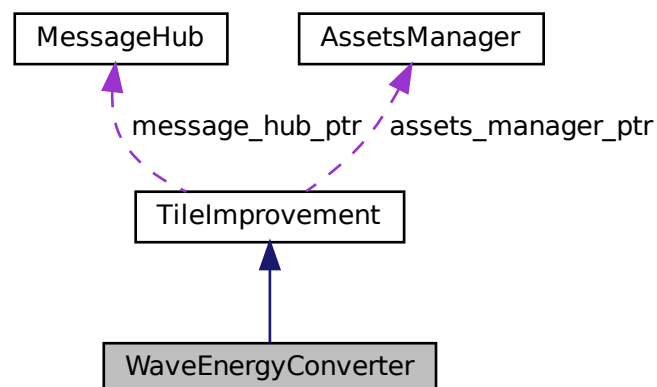 MessageHub
AssetsManager
message_hub_ptr
assets_manager_ptr
TileImprovement
WaveEnergyConverter